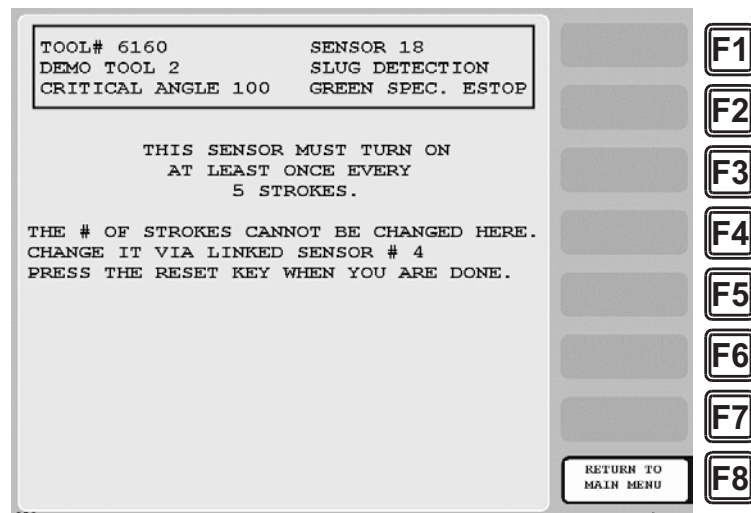 TOOL# 6160 SENSOR 18
DEMO TOOL 2 SLUG DETECTION
CRITICAL ANGLE 100 GREEN SPEC. ESTOP
THIS SENSOR MUST TURN ON
AT LEAST ONCE EVERY
5 STROKES.
THE # OF STROKES CANNOT BE CHANGED HERE.
CHANGE IT VIA LINKED SENSOR # 4
PRESS THE RESET KEY WHEN YOU ARE DONE.
F1
F2
F3
F4
F5
F6
F7
RETURN TO
MAIN MENU
F8